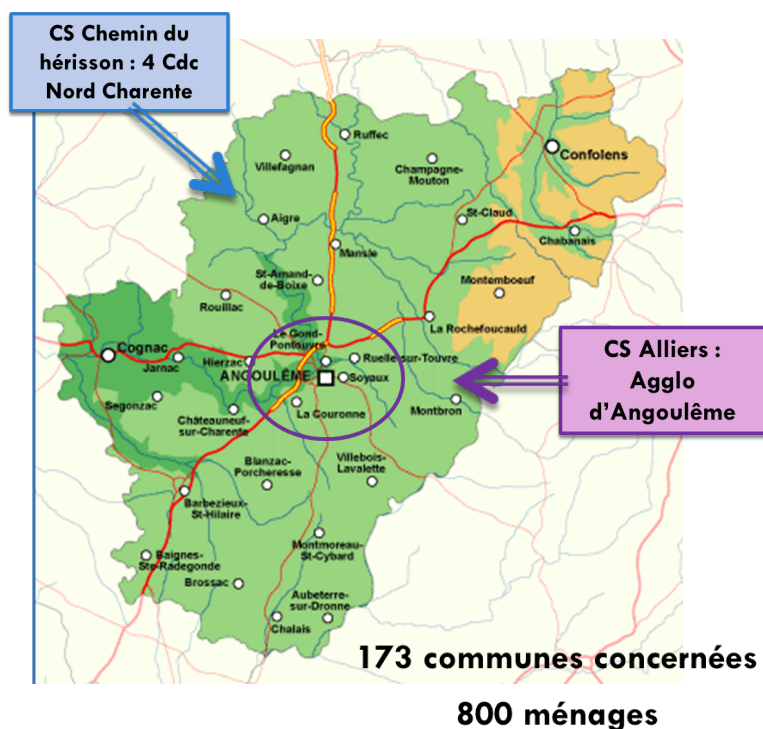 CS Chemin du
hérisson : 4 Cdc
Nord Charente
Ruffec
Villefagnan
Champagne-
Mouton
Confolens
Aigre
St-Claud
Chabanais
Mansle
St-Amand-
de-Boixe
Montemboeuf
Rouillac
La Rochefoucauld
Le Gond-
Pontouvre
Cognac
Jarnac
Hierzac
Ruelle-sur-Touvre
ANGOULÊME
Soyaux
CS Alliers :
Agglo
d’Angoulême
Segonzac
Châteauneuf-
sur-Charente
La Couronne
Montbron
Blanzac-
Porcheresse
Villebois-
Lavalette
Barbezieux-
St-Hilaire
Montmoreau-
St-Cybard
Baignes-
Ste-Radegonde
Brossac
Aubeterre-
sur-Dronne
Chalais
173 communes concernées
800 ménages